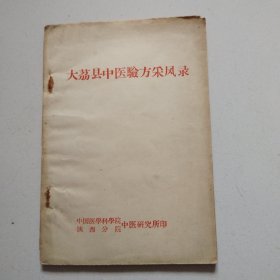 大荔县中医驗方采风录
中国医学科学院
陕西分院 中医研究所印